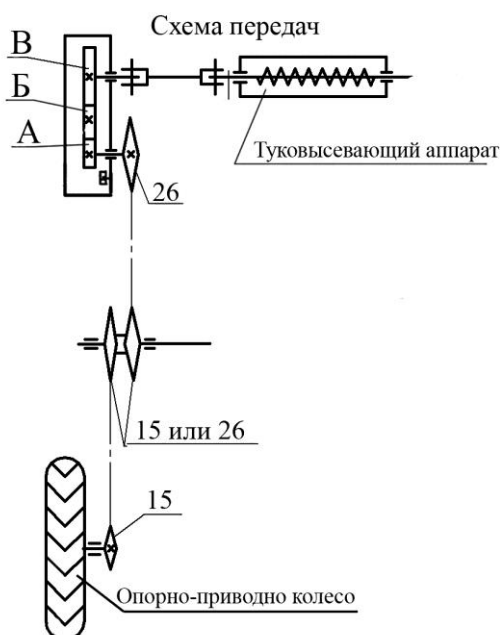 Схема передач
В
Б
А
Туковысевающий аппарат
26
15 или 26
15
Опорно-приводно колесо